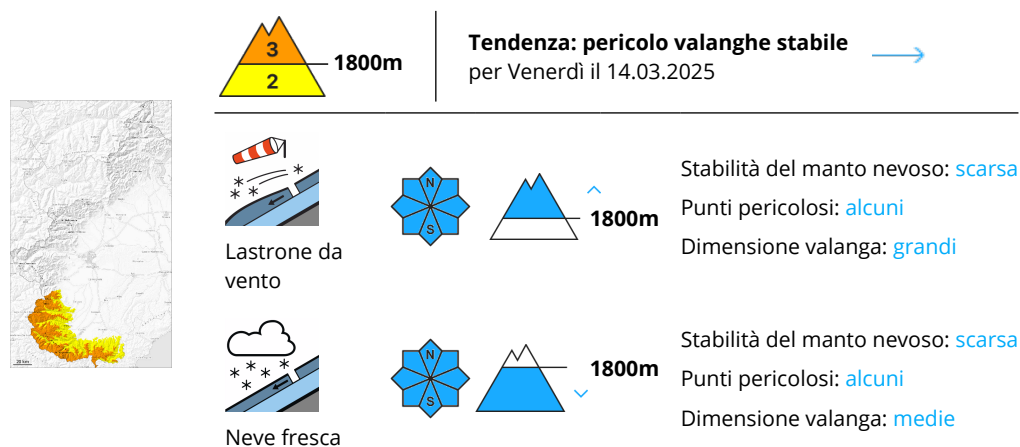 3
1800m
2
Tendenza: pericolo valanghe stabile
per Venerdì il 14.03.2025
20 km
N
S
1800m
Stabilità del manto nevoso: scarsa
Punti pericolosi: alcuni
Dimensione valanga: grandi
Lastrone da
vento
N
S
1800m
Stabilità del manto nevoso: scarsa
Punti pericolosi: alcuni
Dimensione valanga: medie
Neve fresca